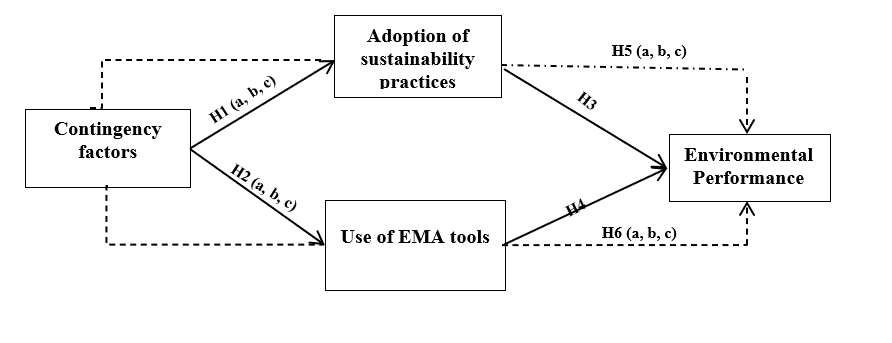 Adoption of
sustainability
practices
H5 (a, b, c)
H1 (a, b, c)
H3
Contingency
factors
Environmental
Performance
H2 (a, b, c)
H4
Use of EMA tools
H6 (a, b, c)